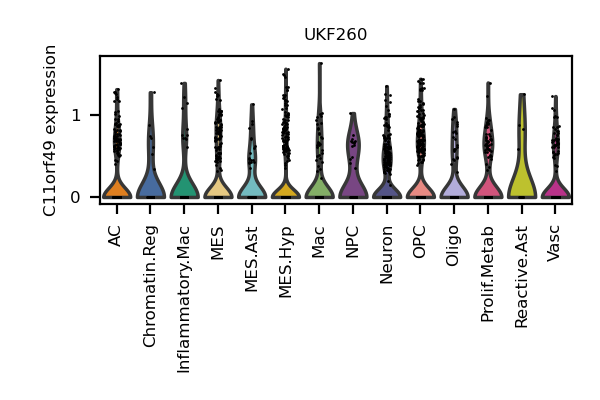 UKF260
C11orf49 expression
1
0
AC
Chromatin.Reg
Inflammatory.Mac
MES
MES.Ast
MES.Hyp
Mac
NPC
Neuron
OPC
Oligo
Prolif.Metab
Reactive.Ast
Vasc